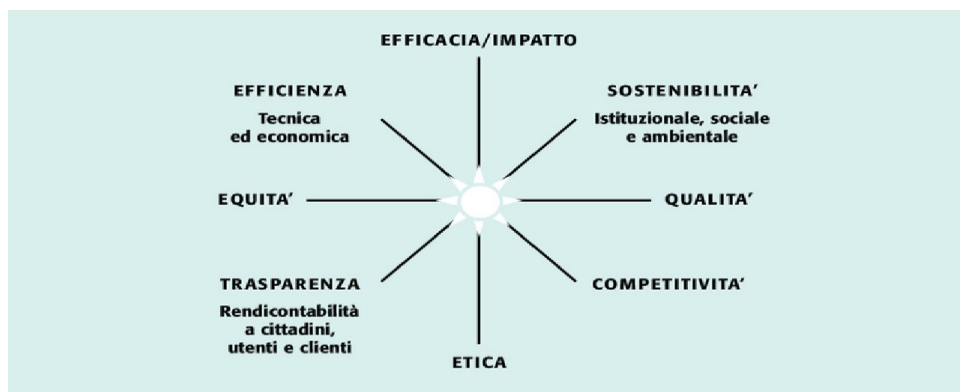 EFFICACIA/IMPATTO
EFFICIENZA
Tecnica
ed economica
SOSTENIBILITA'
Istituzionale, sociale
e ambientale
EQUITA'
QUALITA'
TRASPARENZA
Rendicontabilità
a cittadini,
utenti e clienti
COMPETITIVITA'
ETICA